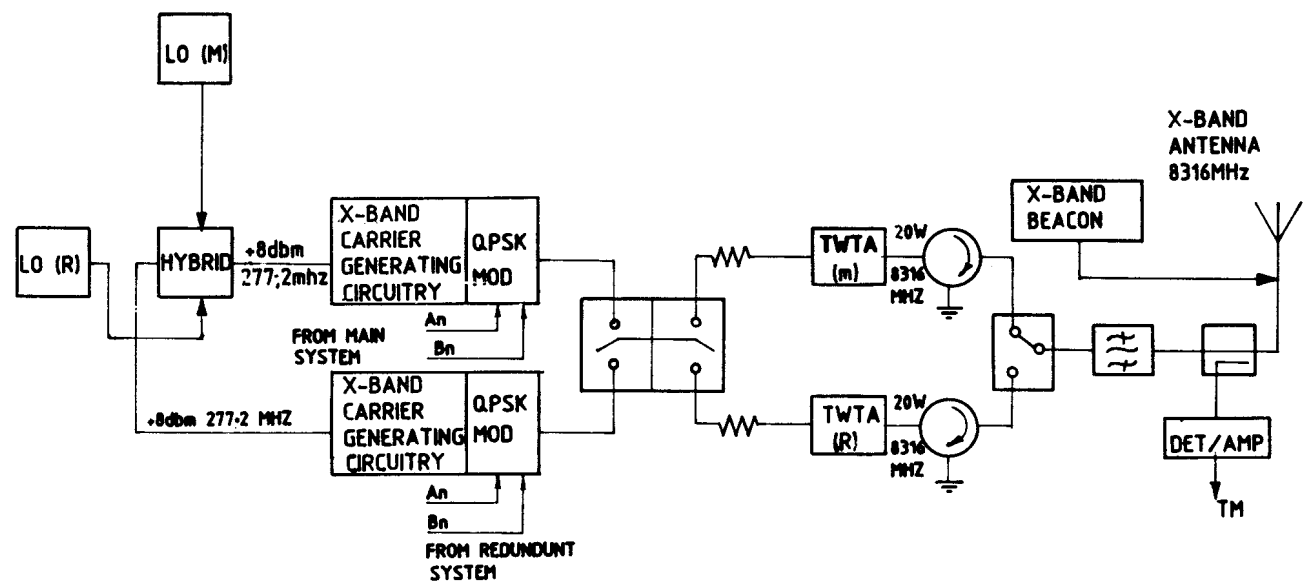 LO (M)
LO (R)
HYBRID
+8dbm
277;2mhz
X-BAND
CARRIER
GENERATING
CIRCUITRY
QPSK
MOD
An
Bn
FROM MAIN
SYSTEM
+8dbm 277·2 MHZ
X-BAND
CARRIER
GENERATING
CIRCUITRY
QPSK
MOD
An
Bn
FROM REDUNDUNT
SYSTEM
TWTA
(m)
20W
8316
MHZ
TWTA
(R)
20W
8316
MHZ
X-BAND
BEACON
X-BAND
ANTENNA
8316MHz
DET/AMP
TM